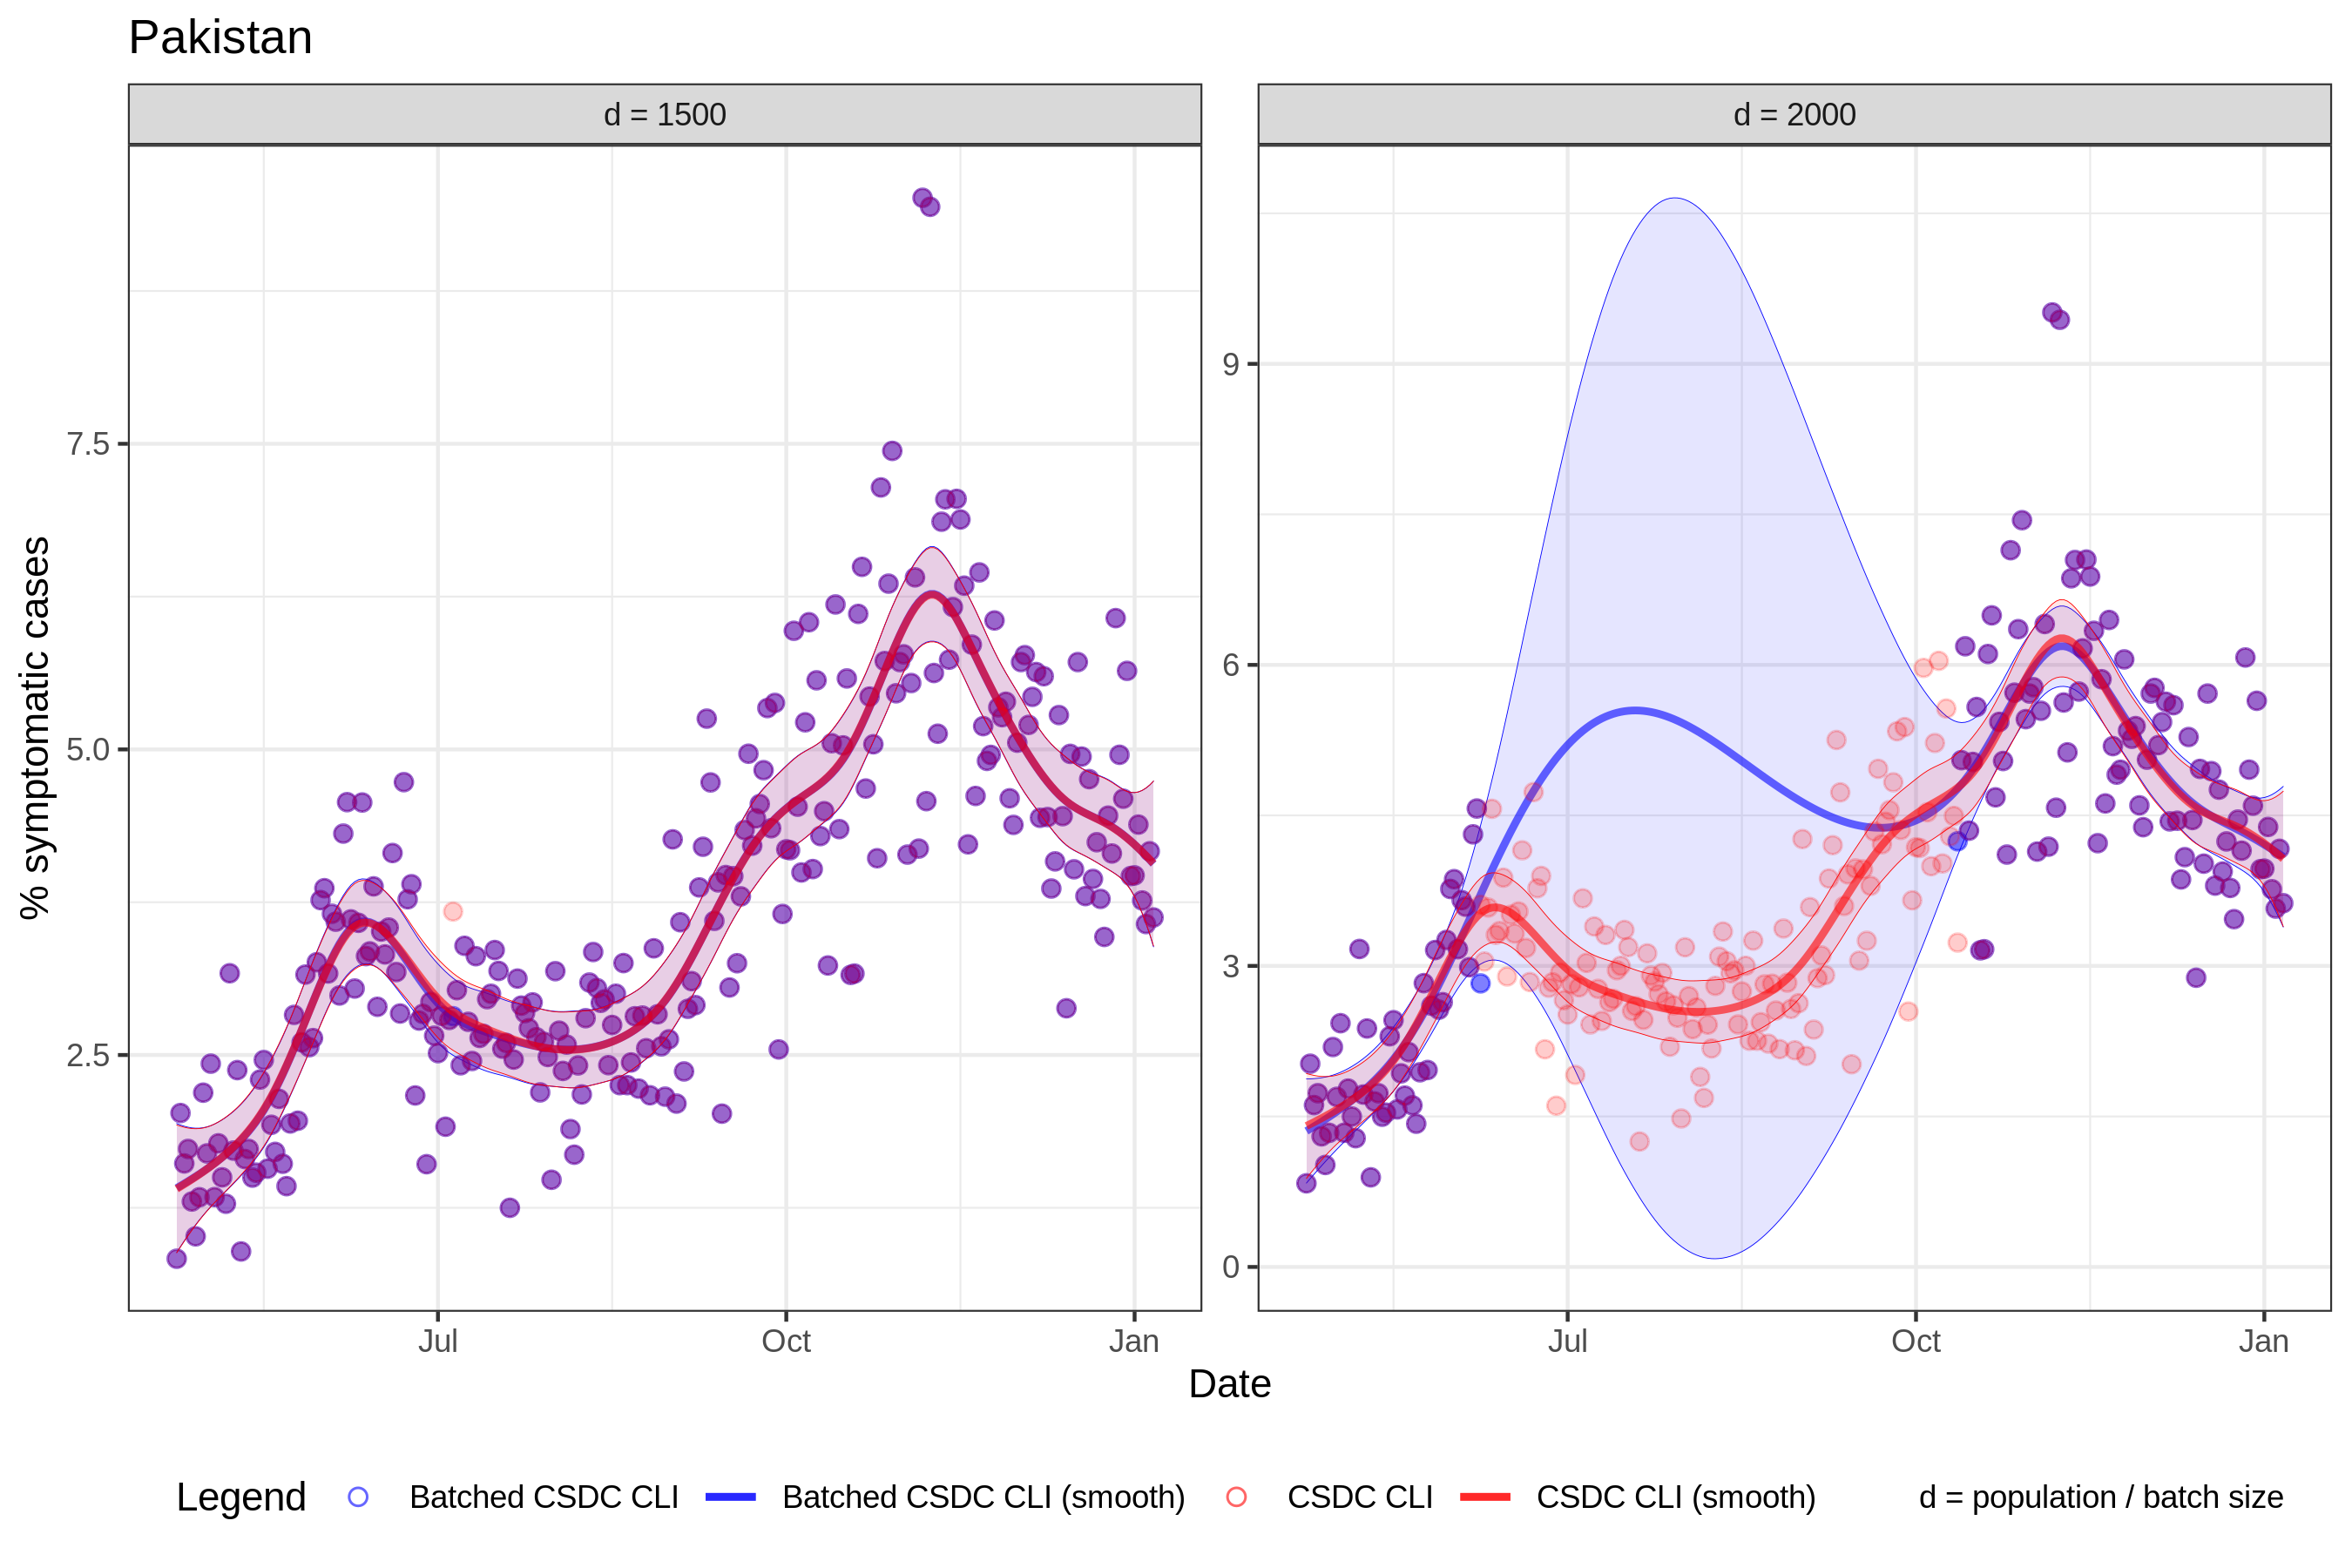 Pakistan
d = 1500
d = 2000
% symptomatic cases
7.5
5.0
2.5
9
6
3
0
Jul
Oct
Jan
Jul
Oct
Jan
Date
Legend
Batched CSDC CLI
Batched CSDC CLI (smooth)
CSDC CLI
CSDC CLI (smooth)
d = population / batch size